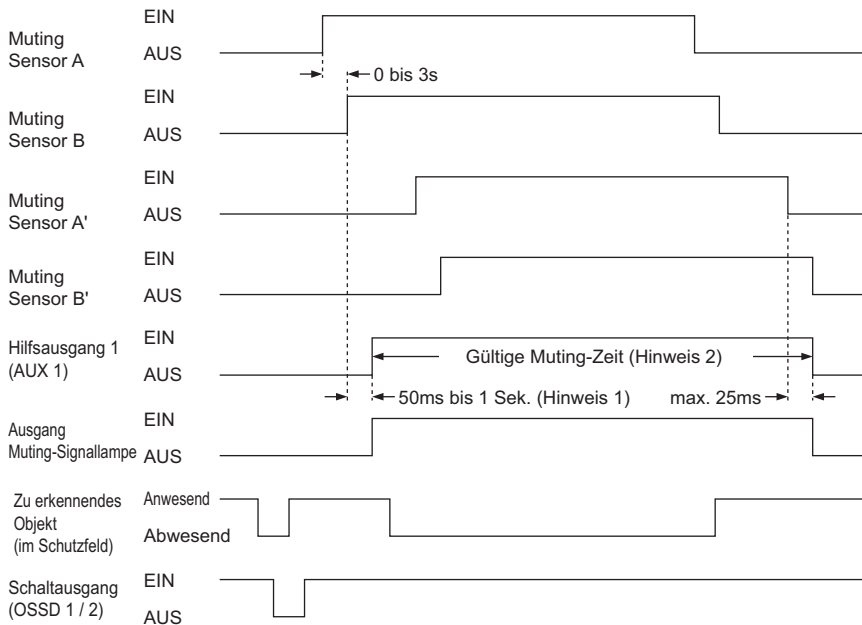 EIN
Muting
Sensor A
AUS
0 bis 3s
EIN
Muting
Sensor B
AUS
EIN
Muting
Sensor A'
AUS
EIN
Muting
Sensor B'
AUS
EIN
Hilfsausgang 1
(AUX 1)
Gültige Muting-Zeit (Hinweis 2)
AUS
50ms bis 1 Sek. (Hinweis 1)
max. 25ms
EIN
Ausgang
Muting-Signallampe
AUS
Zu erkennendes
Objekt
(im Schutzfeld)
Anwesend
Abwesend
EIN
Schaltausgang
(OSSD 1 / 2)
AUS